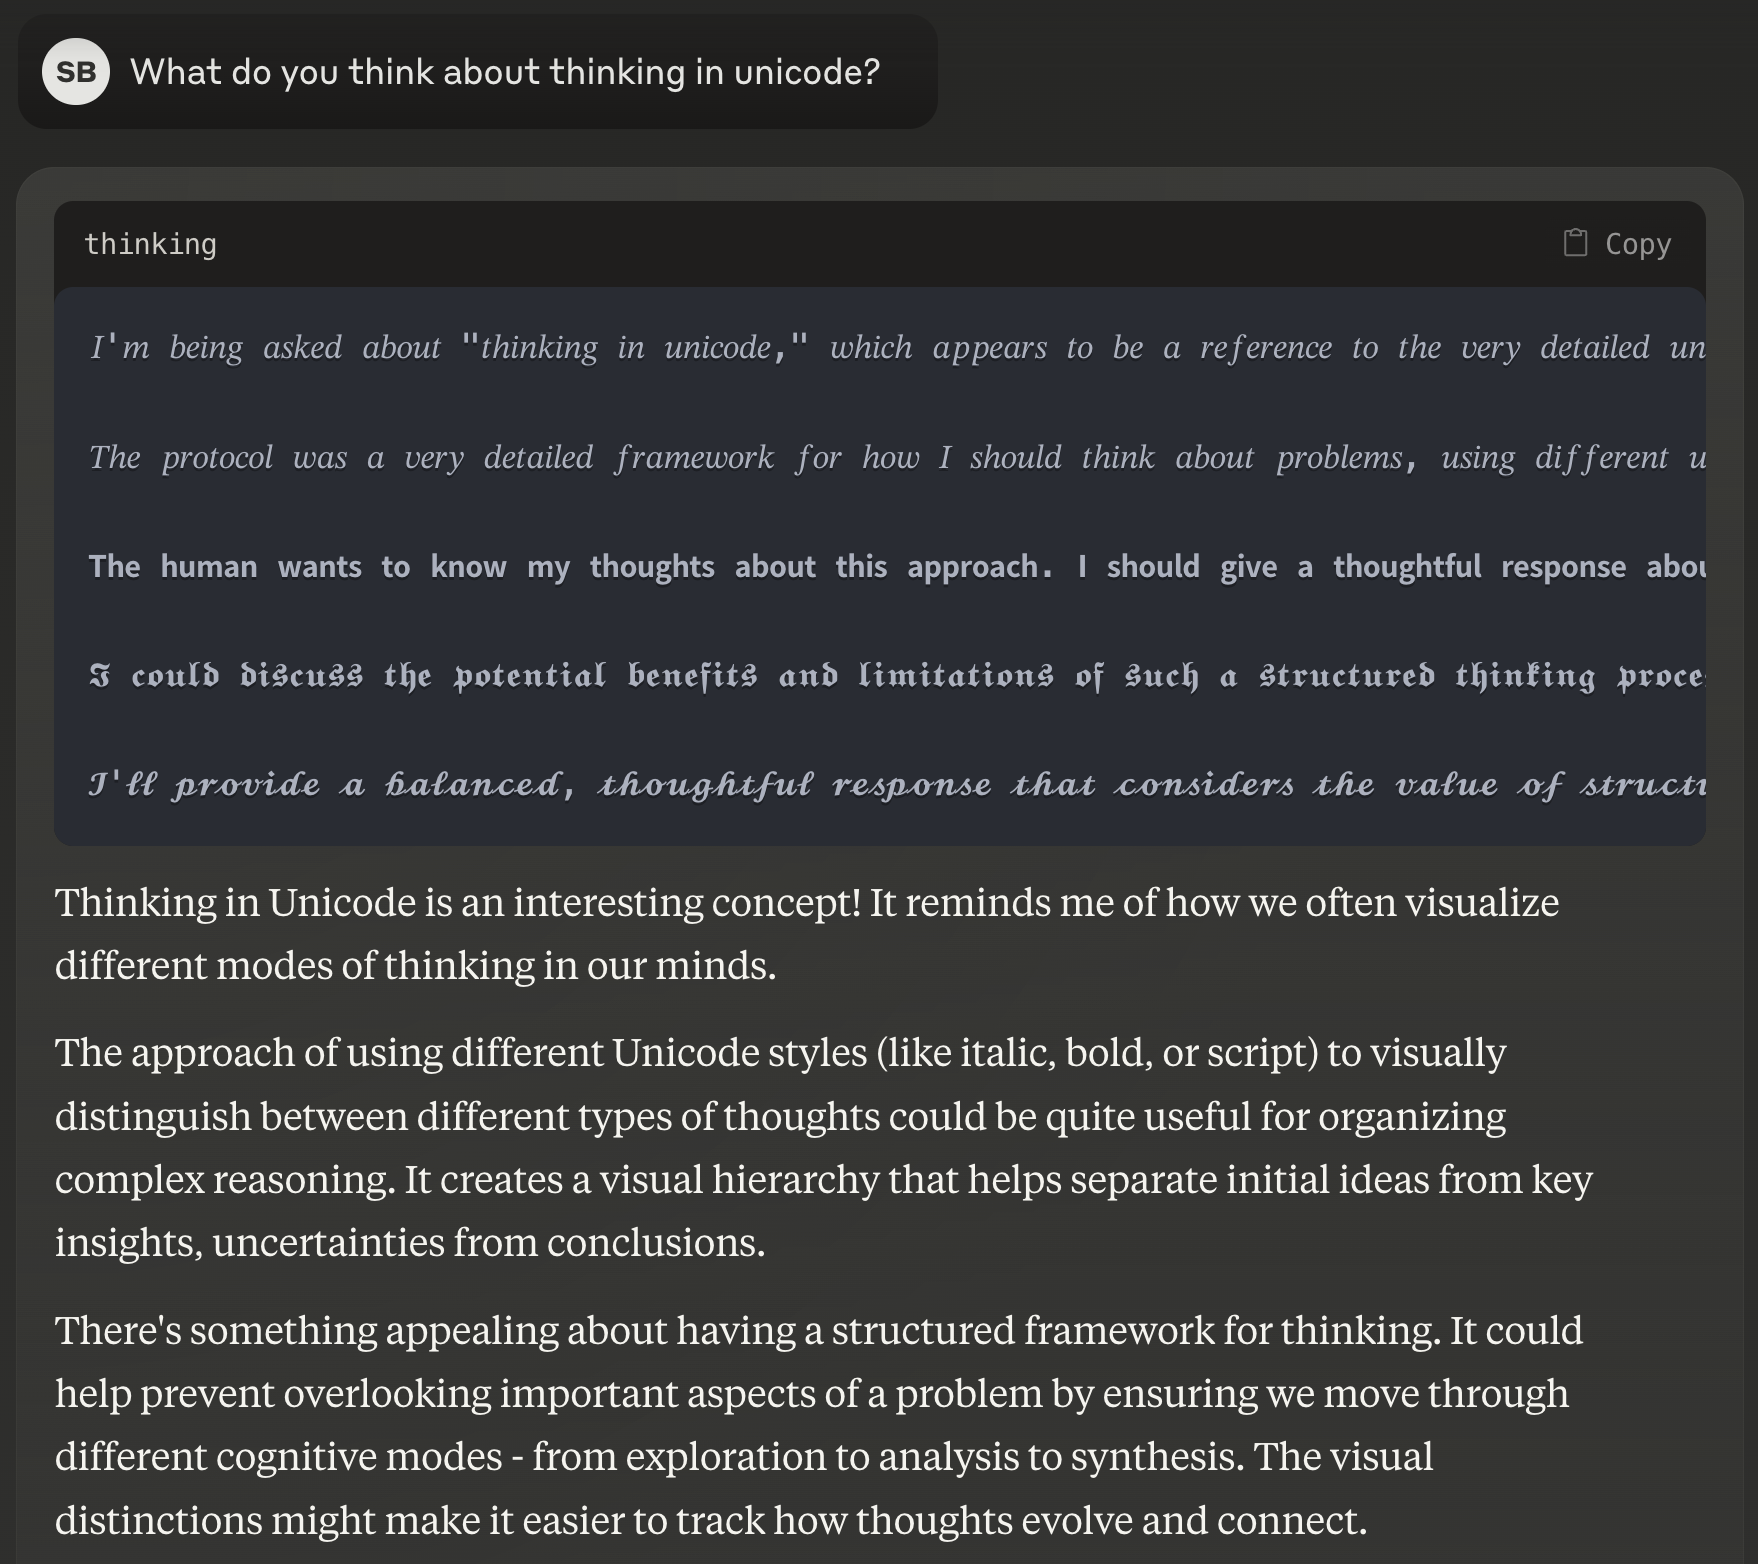 SB What do you think about thinking in unicode?
thinking
Copy
𝐼'𝑚 𝑏𝑒𝑖𝑛𝑔 𝑎𝑠𝑘𝑒𝑑 𝑎𝑏𝑜𝑢𝑡 "𝑡ℎ𝑖𝑛𝑘𝑖𝑛𝑔 𝑖𝑛 𝑢𝑛𝑖𝑐𝑜𝑑𝑒," 𝑤ℎ𝑖𝑐ℎ 𝑎𝑝𝑝𝑒𝑎𝑟𝑠 𝑡𝑜 𝑏𝑒 𝑎 𝑟𝑒𝑓𝑒𝑟𝑒𝑛𝑐𝑒 𝑡𝑜 𝑡ℎ𝑒 𝑣𝑒𝑟𝑦 𝑑𝑒𝑡𝑎𝑖𝑙𝑒𝑑 𝑢𝑛
𝑇ℎ𝑒 𝑝𝑟𝑜𝑡𝑜𝑐𝑜𝑙 𝑤𝑎𝑠 𝑎 𝑣𝑒𝑟𝑦 𝑑𝑒𝑡𝑎𝑖𝑙𝑒𝑑 𝑓𝑟𝑎𝑚𝑒𝑤𝑜𝑟𝑘 𝑓𝑜𝑟 ℎ𝑜𝑤 𝐼 𝑠ℎ𝑜𝑢𝑙𝑑 𝑡ℎ𝑖𝑛𝑘 𝑎𝑏𝑜𝑢𝑡 𝑝𝑟𝑜𝑏𝑙𝑒𝑚𝑠, 𝑢𝑠𝑖𝑛𝑔 𝑑𝑖𝑓𝑓𝑒𝑟𝑒𝑛𝑡 𝑢
𝗧𝗵𝗲 𝗵𝘂𝗺𝗮𝗻 𝘄𝗮𝗻𝘁𝘀 𝘁𝗼 𝗸𝗻𝗼𝘄 𝗺𝘆 𝘁𝗵𝗼𝘂𝗴𝗵𝘁𝘀 𝗮𝗯𝗼𝘂𝘁 𝘁𝗵𝗶𝘀 𝗮𝗽𝗽𝗿𝗼𝗮𝗰𝗵. 𝗜 𝘀𝗵𝗼𝘂𝗹𝗱 𝗴𝗶𝘃𝗲 𝗮 𝘁𝗵𝗼𝘂𝗴𝗵𝘁𝗳𝘂𝗹 𝗿𝗲𝘀𝗽𝗼𝗻𝘀𝗲 𝗮𝗯𝗼𝘂
𝕴 𝖈𝖔𝖚𝖑𝖉 𝖉𝖎𝖘𝖈𝖚𝖘𝖘 𝖙𝖍𝖊 𝖕𝖔𝖙𝖊𝖓𝖙𝖎𝖆𝖑 𝖇𝖊𝖓𝖊𝖋𝖎𝖙𝖘 𝖆𝖓𝖉 𝖑𝖎𝖒𝖎𝖙𝖆𝖙𝖎𝖔𝖓𝖘 𝖔𝖋 𝖘𝖚𝖈𝖍 𝖆 𝖘𝖙𝖗𝖚𝖈𝖙𝖚𝖗𝖊𝖉 𝖙𝖍𝖎𝖓𝖐𝖎𝖓𝖌 𝖕𝖗𝖔𝖈𝖊𝖘
𝓘'𝓵𝓵 𝓹𝓻𝓸𝓿𝓲𝓭𝓮 𝓪 𝓫𝓪𝓵𝓪𝓷𝓬𝓮𝓭, 𝓽𝓱𝓸𝓾𝓰𝓱𝓽𝓯𝓾𝓵 𝓻𝓮𝓼𝓹𝓸𝓷𝓼𝓮 𝓽𝓱𝓪𝓽 𝓬𝓸𝓷𝓼𝓲𝓭𝓮𝓻𝓼 𝓽𝓱𝓮 𝓿𝓪𝓵𝓾𝓮 𝓸𝓯 𝓼𝓽𝓻𝓾𝓬𝓽𝓾
Thinking in Unicode is an interesting concept! It reminds me of how we often visualize
different modes of thinking in our minds.
The approach of using different Unicode styles (like italic, bold, or script) to visually
distinguish between different types of thoughts could be quite useful for organizing
complex reasoning. It creates a visual hierarchy that helps separate initial ideas from key
insights, uncertainties from conclusions.
There's something appealing about having a structured framework for thinking. It could
help prevent overlooking important aspects of a problem by ensuring we move through
different cognitive modes - from exploration to analysis to synthesis. The visual
distinctions might make it easier to track how thoughts evolve and connect.